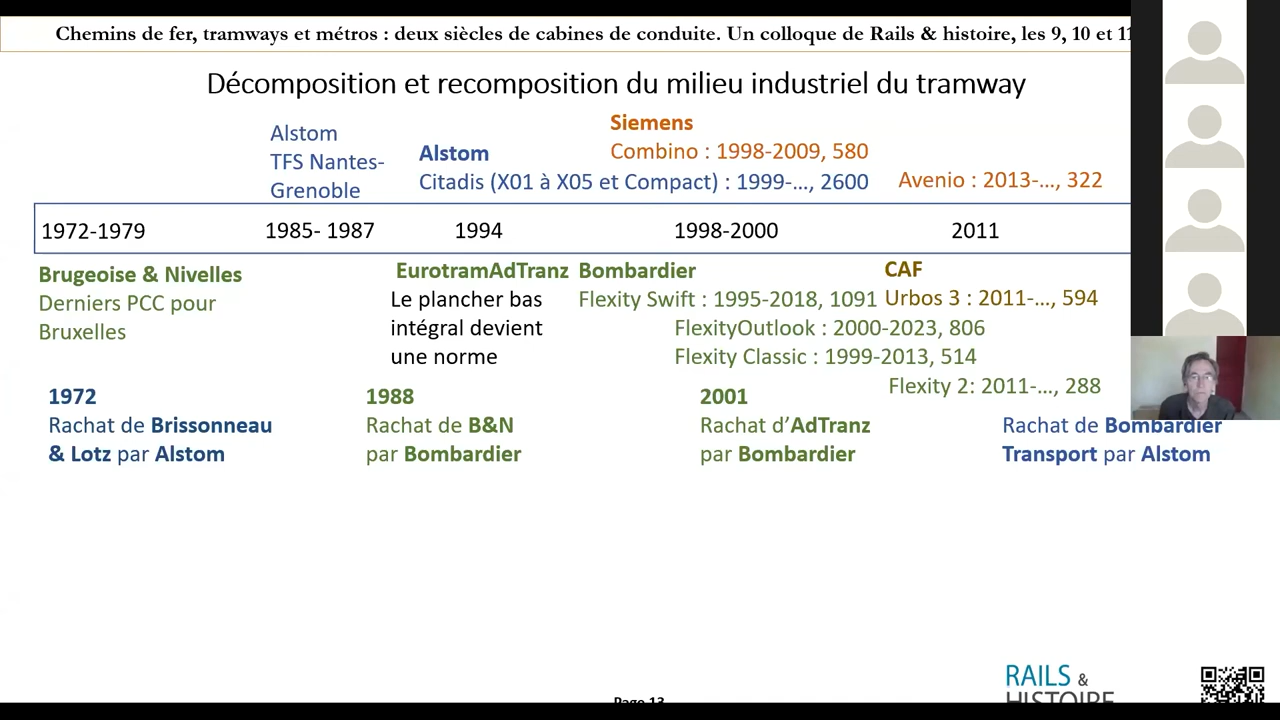 Chemins de fer, tramways et métros : deux siècles de cabines de conduite. Un colloque de Rails & histoire, les 9, 10 et 11
Décomposition et recomposition du milieu industriel du tramway
Alstom
TFS Nantes-
Grenoble
Alstom
Citadis (X01 à X05 et Compact) : 1999-…, 2600
Siemens
Combino : 1998-2009, 580
Avenio : 2013-…, 322
1972-1979 1985- 1987 1994 1998-2000 2011
Brugeoise & Nivelles
Derniers PCC pour
Bruxelles
EurotramAdTranz
Le plancher bas
intégral devient
une norme
Bombardier
Flexity Swift : 1995-2018, 1091
FlexityOutlook : 2000-2023, 806
Flexity Classic : 1999-2013, 514
Flexity 2: 2011-…, 288
CAF
Urbos 3 : 2011-…, 594
1972
Rachat de Brissonneau
& Lotz par Alstom
1988
Rachat de B&N
par Bombardier
2001
Rachat d’AdTranz
par Bombardier
Rachat de Bombardier
Transport par Alstom
RAILS &
HISTOIRE
Page 13